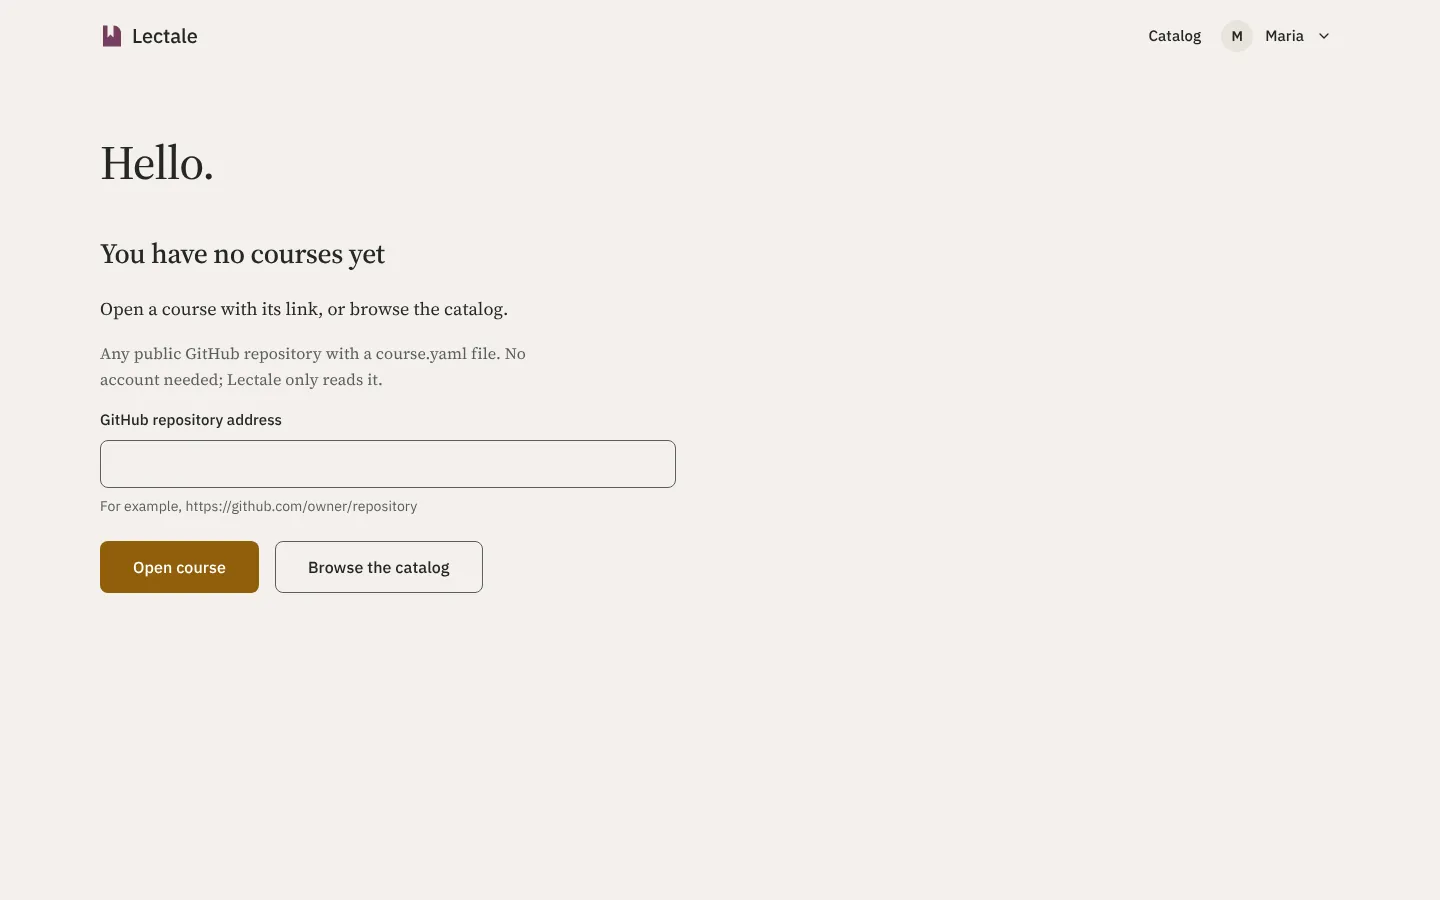 Lectale
Catalog
M
Maria
Hello.
You have no courses yet
Open a course with its link, or browse the catalog.
Any public GitHub repository with a course.yaml file. No
account needed; Lectale only reads it.
GitHub repository address
For example, https://github.com/owner/repository
Open course
Browse the catalog